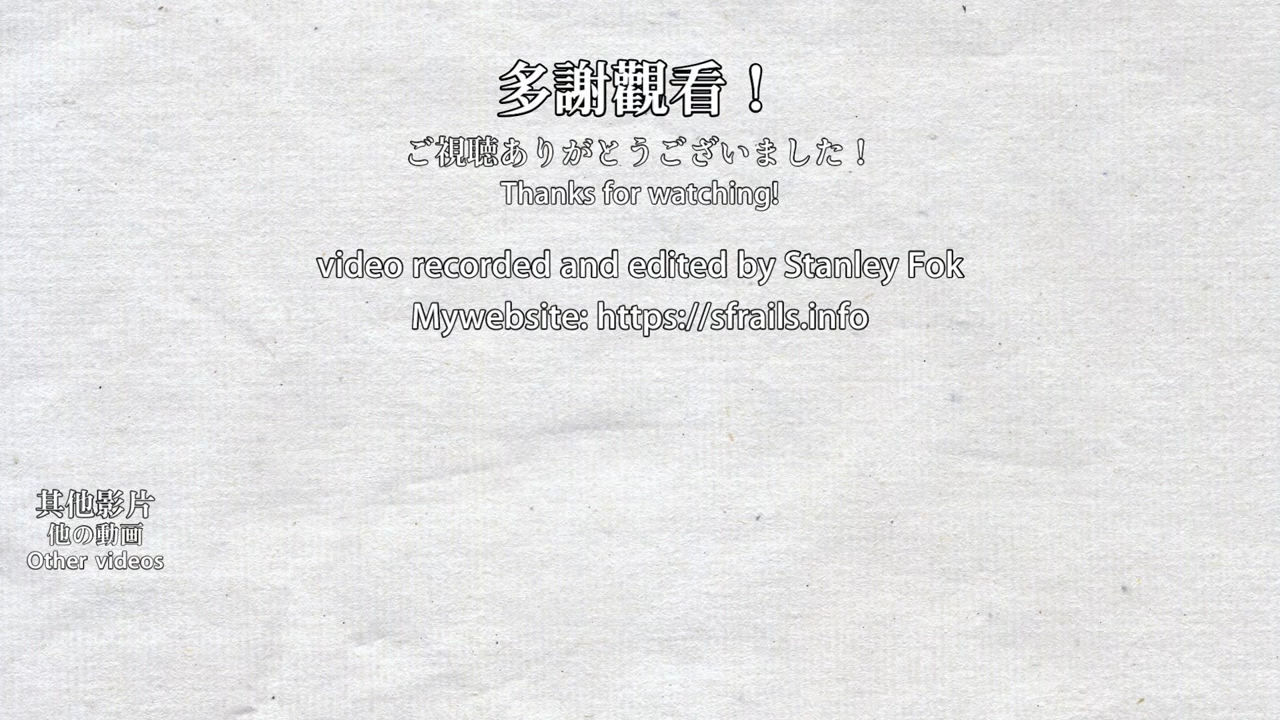 多謝觀看！
ご視聴ありがとうございました！
Thanks for watching!
video recorded and edited by Stanley Fok
Mywebsite: https://sfrails.info
其他影片
他の動画
Other videos